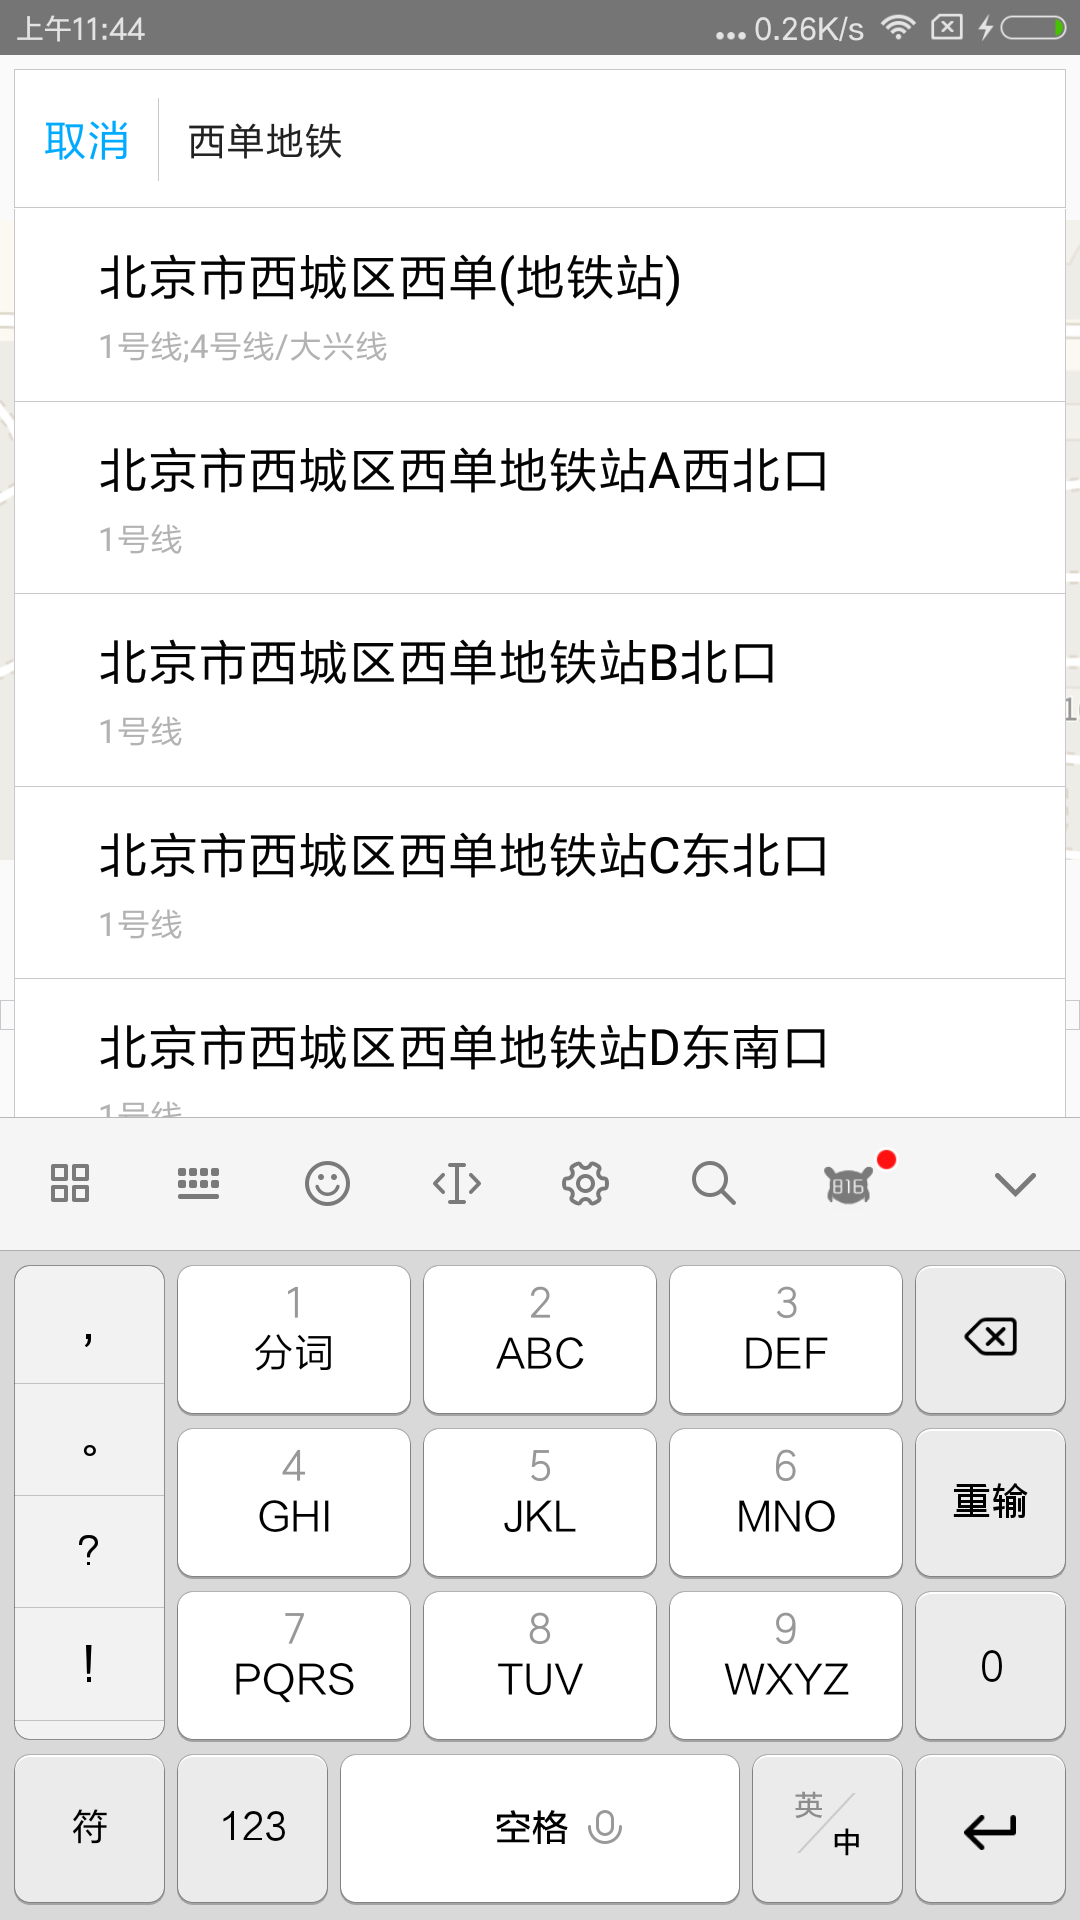 上午11:44 ... 0.26K/s
取消 西单地铁
北京市西城区西单(地铁站)
1号线;4号线/大兴线
北京市西城区西单地铁站A西北口
1号线
北京市西城区西单地铁站B北口
1号线
北京市西城区西单地铁站C东北口
1号线
北京市西城区西单地铁站D东南口
1号线
816
, 1 2 3
分词 ABC DEF
。 4 5 6
GHI JKL MNO 重输
?
! 7 8 9
PQRS TUV WXYZ 0
符 123 空格 英/中